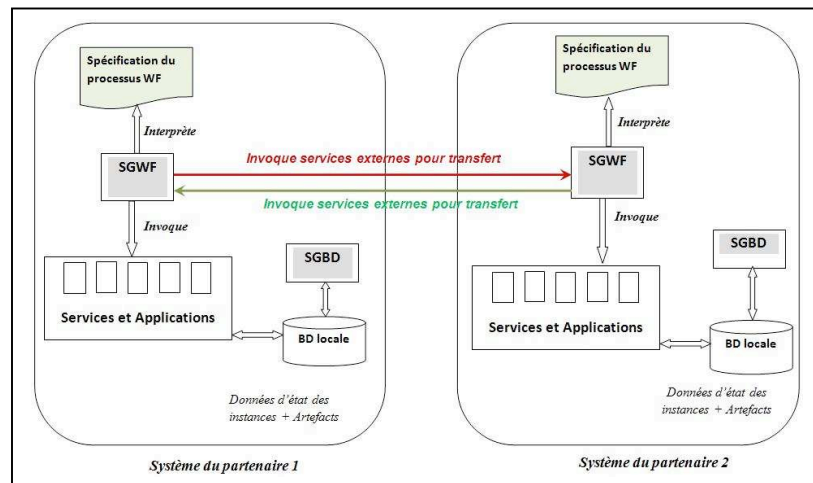 Spécification du
processus WF
Interprète
SGWF
Invoque
SGBD
Services et Applications
BD locale
Données d'état des
instances + Artefacts
Système du partenaire 1
Invoque services externes pour transfert
Invoque services externes pour transfert
Spécification du
processus WF
Interprète
SGWF
Invoque
SGBD
Services et Applications
BD locale
Données d'état des
instances + Artefacts
Système du partenaire 2